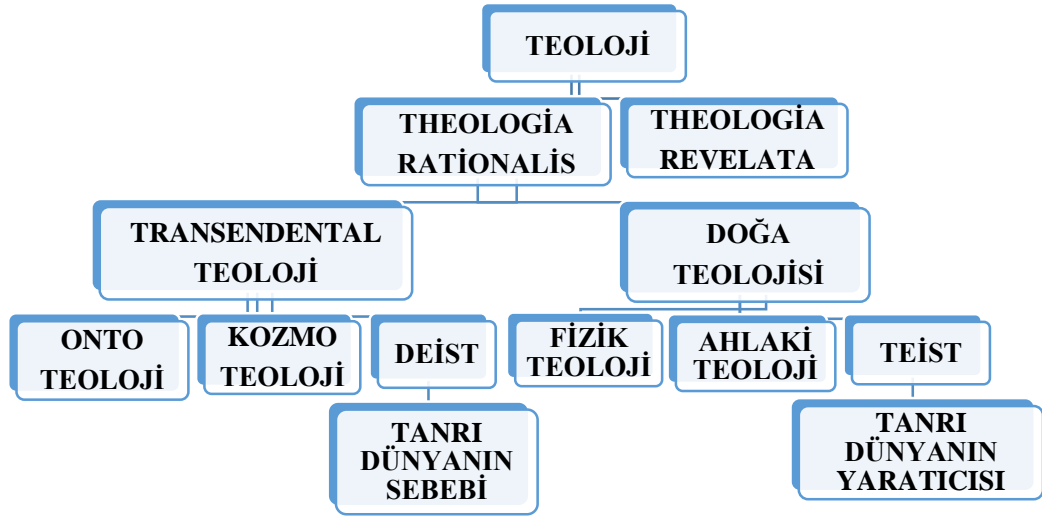 TEOLOJİ
THEOLOGİA
RATİONALİS
THEOLOGİA
REVELATA
TRANSENDENTAL
TEOLOJİ
DOĞA
TEOLOJİSİ
ONTO
TEOLOJİ
KOZMO
TEOLOJİ
DEİST
FİZİK
TEOLOJİ
AHLAKİ
TEOLOJİ
TEİST
TANRI
DÜNYANIN
SEBEBİ
TANRI
DÜNYANIN
YARATICISI